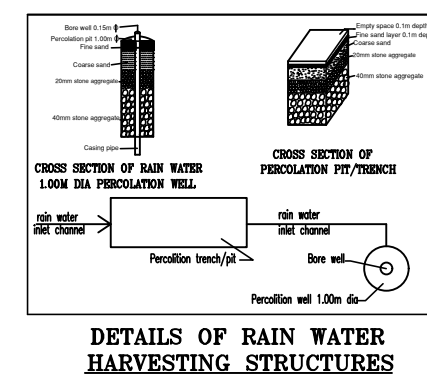 Bore well 0.15m ϕ
Percolation pit 1.00m ϕ
Fine sand
Coarse sand
20mm stone aggregate
40mm stone aggregate
Casing pipe
CROSS SECTION OF RAIN WATER
1.00M DIA PERCOLATION WELL
Empty space 0.1m depth
Fine sand layer 0.1m dep
Coarse sand
20mm stone aggregate
40mm stone aggregate
CROSS SECTION OF
PERCOLATION PIT/TRENCH
rain water
inlet channel
Percolition trench/pit
rain water
inlet channel
Bore well
Percolition well 1.00m dia
DETAILS OF RAIN WATER
HARVESTING STRUCTURES